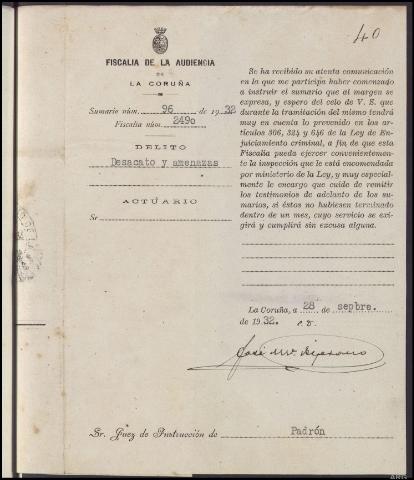 40
FISCALIA DE LA AUDIENCIA
DE
LA CORUÑA
Sumario núm. 96 de 1932
Fiscalía núm. 2490
DELITO
Desacato y amenazas
ACTUARIO
Sr
Se ha recibido su atenta comunicación
en la que me participa haber comenzado
a instruir el sumario que al margen se
expresa, y espero del celo de V. S. que
durante la tramitación del mismo tendrá
muy en cuenta lo prevenido en los ar-
tículos 306, 324 y 646 de la Ley de En-
juiciamiento criminal, a fin de que esta
Fiscalía pueda ejercer convenientemente
la inspección que le está encomendada
por ministerio de la Ley, y muy especial-
mente le encargo que cuide de remitir
los testimonios de adelanto de los su-
marios, si éstos no hubiesen terminado
dentro de un mes, cuyo servicio se exi-
girá y cumplirá sin excusa alguna.
La Coruña, a 28 de sepbre.
de 1932.
José Mª
Sr. Juez de Instrucción de Padrón